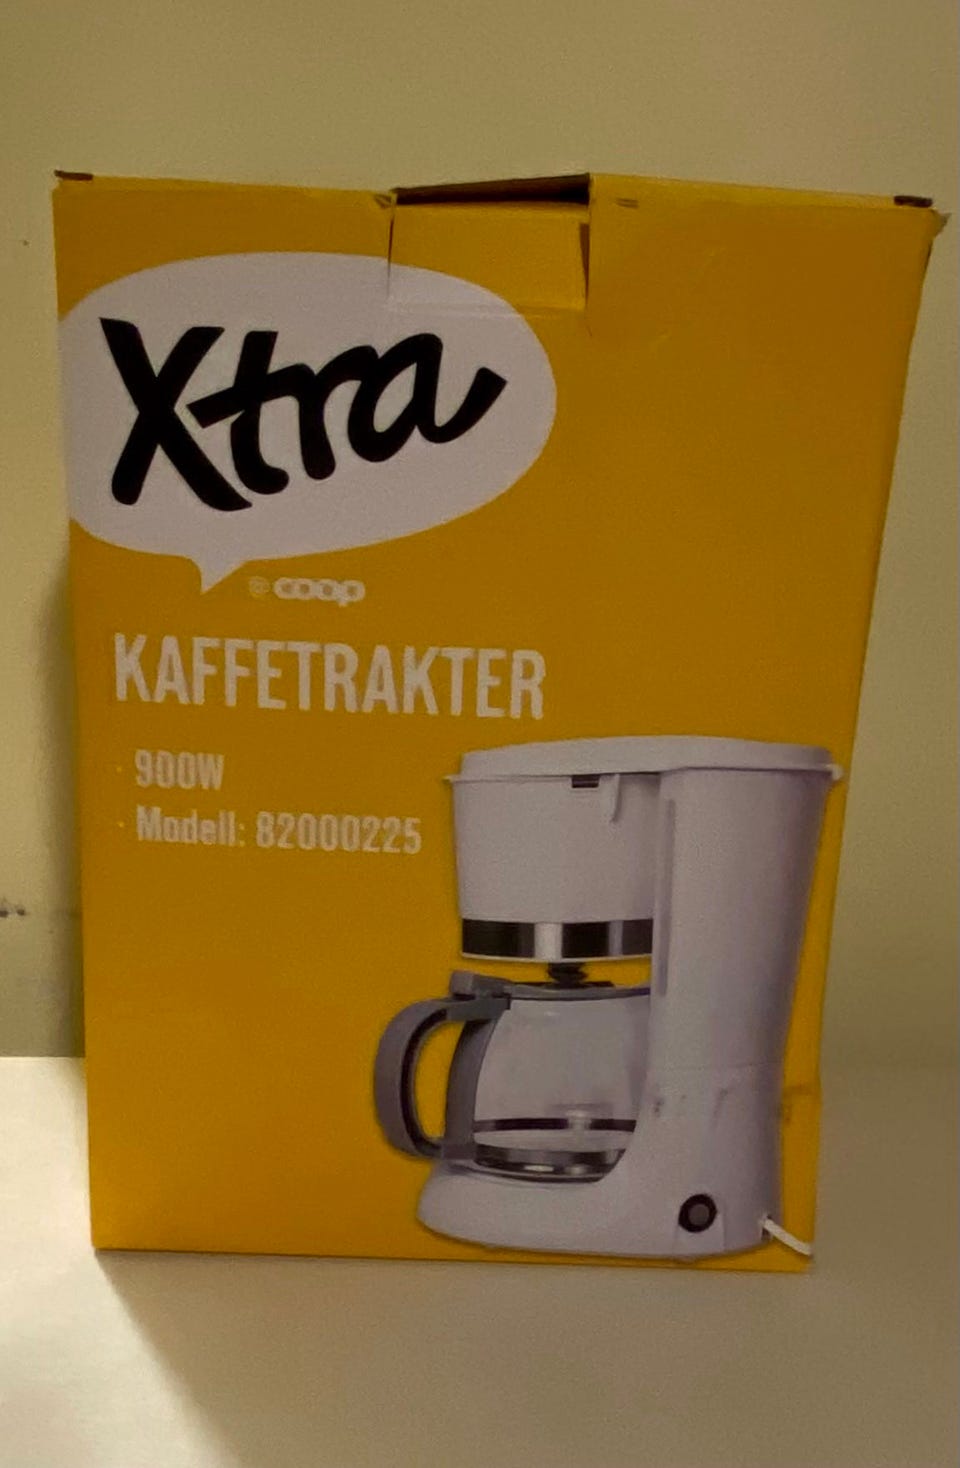 Xtra
coop
KAFFETRAKTER
· 900W
· Modell: 82000225